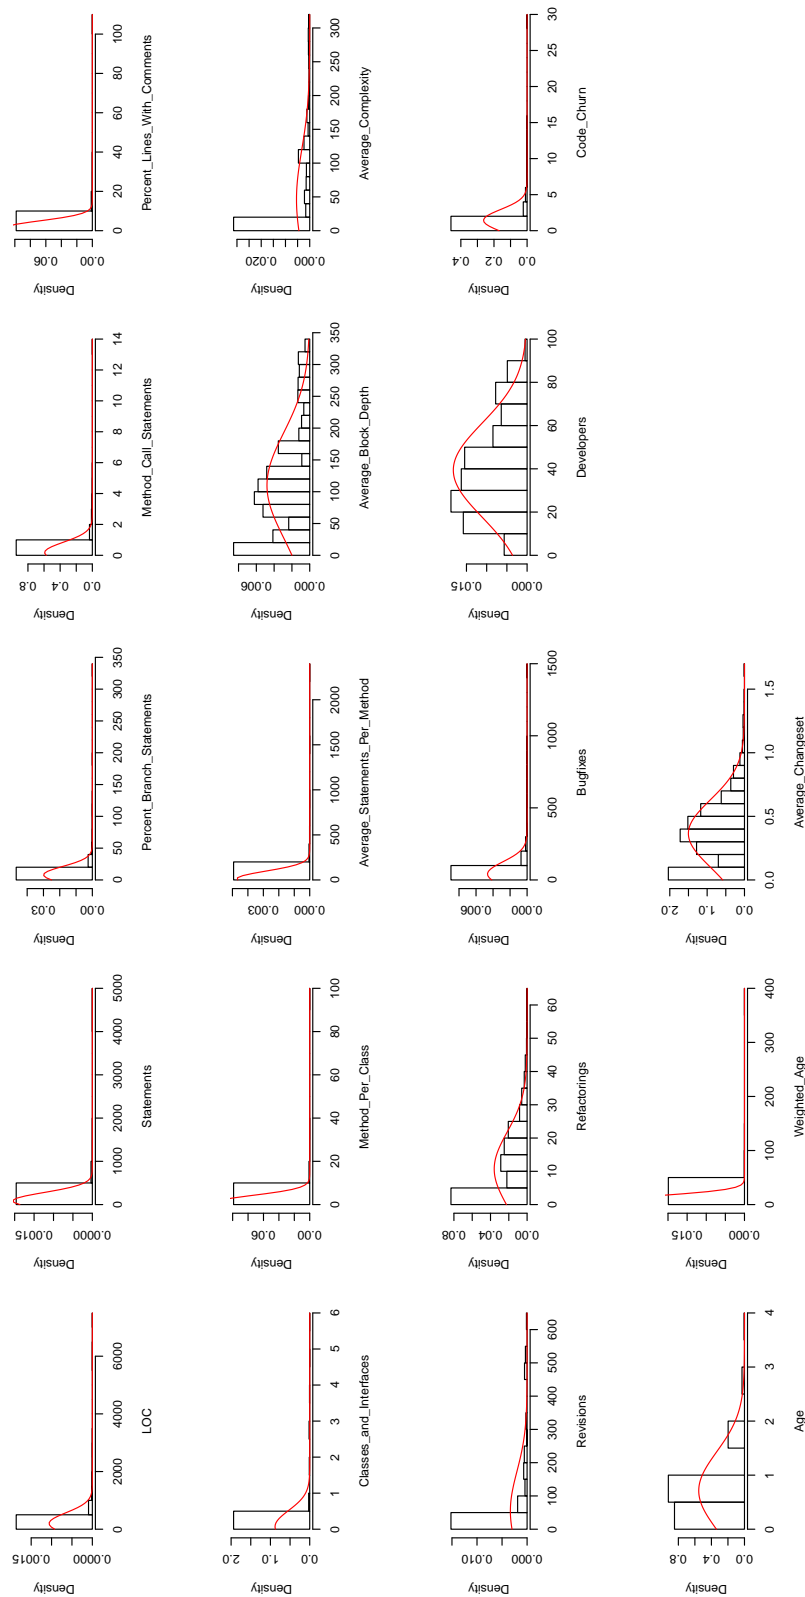 Density
0.0000 0.0015
0 2000 4000 6000
LOC
Density
0.0000 0.0015
0 1000 2000 3000 4000 5000
Statements
Density
0.00 0.03
0 50 100 150 200 250 300 350
Percent_Branch_Statements
Density
0.0 0.4 0.8
0 2 4 6 8 10 12 14
Method_Call_Statements
Density
0.00 0.06
0 20 40 60 80 100
Percent_Lines_With_Comments
Density
0.0 1.0 2.0
0 1 2 3 4 5 6
Classes_and_Interfaces
Density
0.00 0.06
0 20 40 60 80 100
Method_Per_Class
Density
0.000 0.003
0 500 1000 1500 2000
Average_Statements_Per_Method
Density
0.000 0.006
0 50 100 150 200 250 300 350
Average_Block_Depth
Density
0.000 0.020
0 50 100 150 200 250 300
Average_Complexity
Density
0.000 0.010
0 100 200 300 400 500 600
Revisions
Density
0.00 0.04 0.08
0 10 20 30 40 50 60
Refactorings
Density
0.000 0.006
0 500 1000 1500
Bugfixes
Density
0.000 0.015
0 20 40 60 80 100
Developers
Density
0.0 0.2 0.4
0 5 10 15 20 25 30
Code_Churn
Density
0.0 0.4 0.8
0 1 2 3 4
Age
Density
0.000 0.015
0 100 200 300 400
Weighted_Age
Density
0.0 1.0 2.0
0.0 0.5 1.0 1.5
Average_Changeset